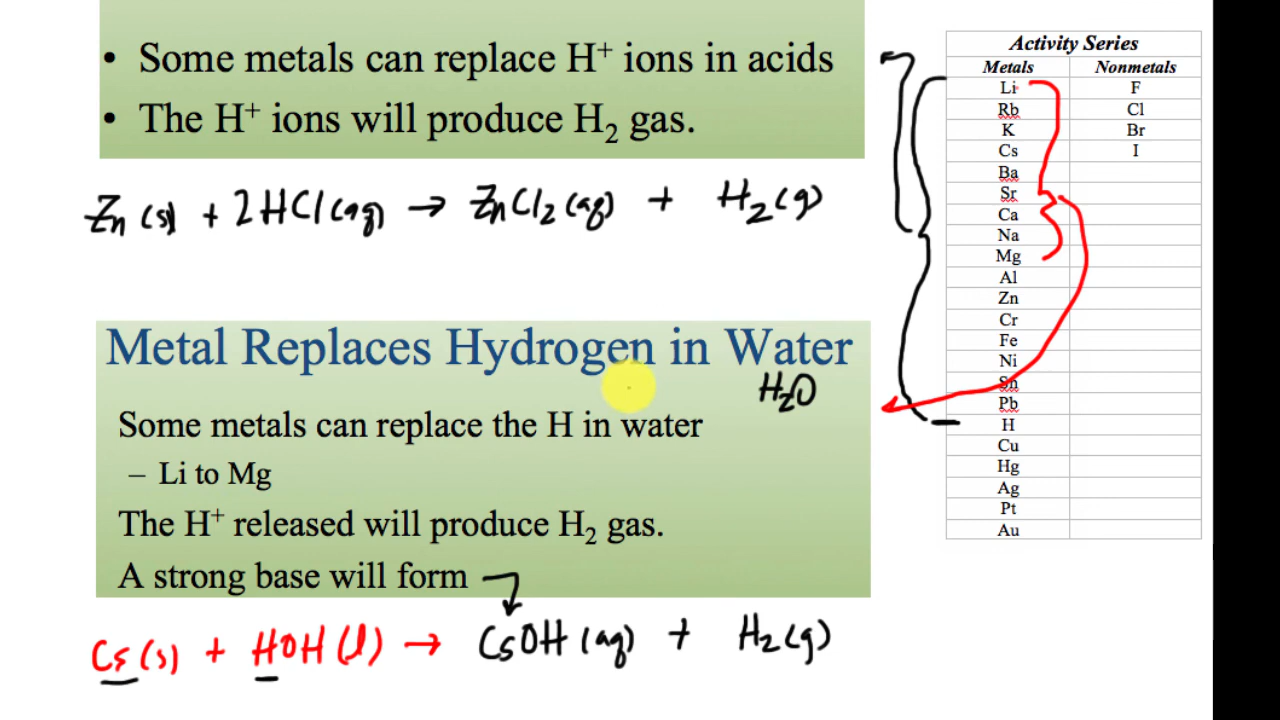 • Some metals can replace H⁺ ions in acids
• The H⁺ ions will produce H₂ gas.
Zn (s) + 2HCl (aq) → ZnCl₂ (aq) + H₂ (g)
Metal Replaces Hydrogen in Water
H₂O
Some metals can replace the H in water
– Li to Mg
The H⁺ released will produce H₂ gas.
A strong base will form
Cs (s) + HOH (l) → CsOH (aq) + H₂ (g)
Activity Series
Metals Nonmetals
Li F
Rb Cl
K Br
Cs I
Ba
Sr
Ca
Na
Mg
Al
Zn
Cr
Fe
Ni
Sn
Pb
H
Cu
Hg
Ag
Pt
Au